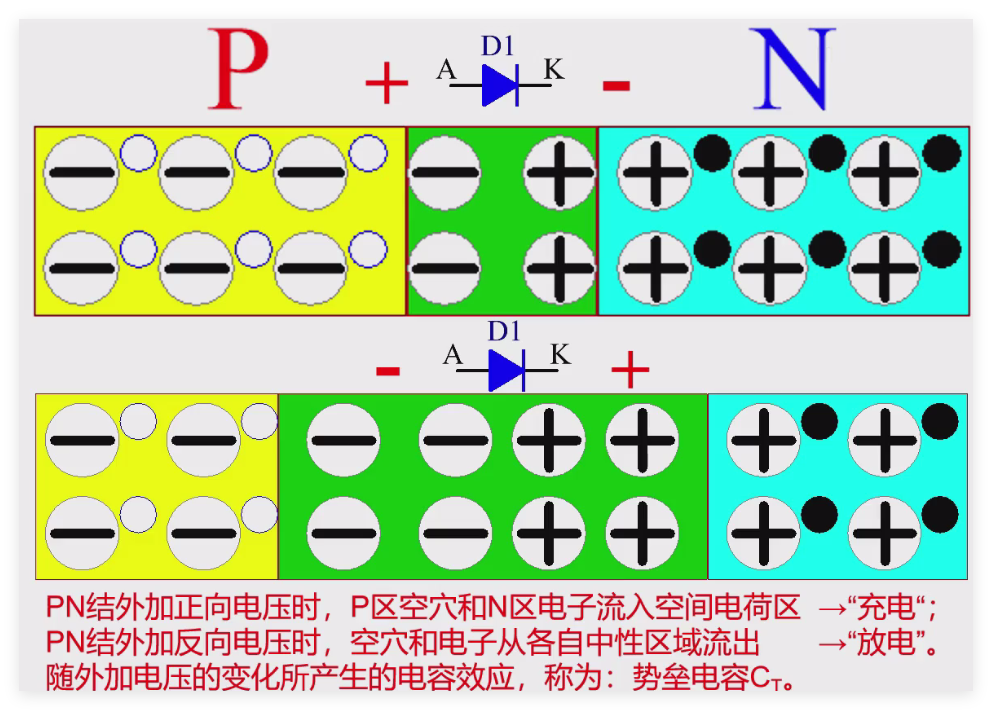 P + D1 A K - N
- D1 A K +
PN结外加正向电压时，P区空穴和N区电子流入空间电荷区 →“充电“；
PN结外加反向电压时，空穴和电子从各自中性区域流出 →“放电”。
随外加电压的变化所产生的电容效应，称为：势垒电容CT。